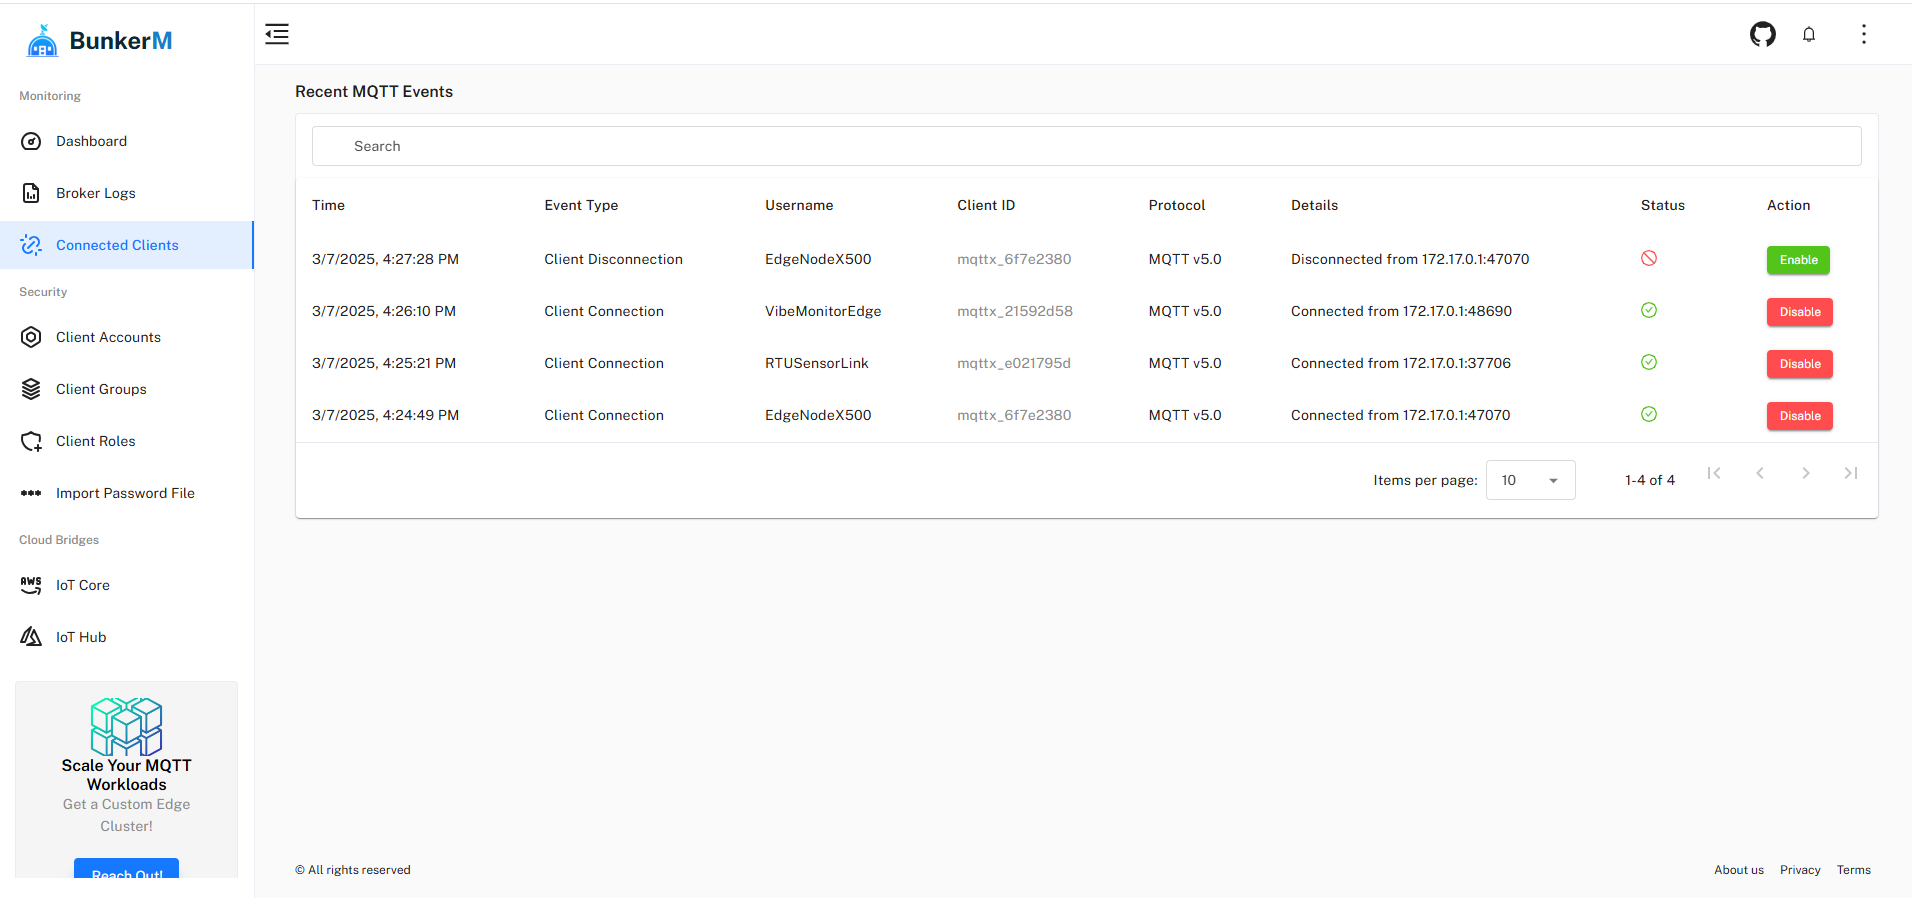 BunkerM
Monitoring
Dashboard
Broker Logs
Connected Clients
Security
Client Accounts
Client Groups
Client Roles
Import Password File
Cloud Bridges
AWS IoT Core
IoT Hub
Scale Your MQTT
Workloads
Get a Custom Edge
Cluster!
Reach Out!
Recent MQTT Events
Search
Time Event Type Username Client ID Protocol Details Status Action
3/7/2025, 4:27:28 PM Client Disconnection EdgeNodeX500 mqttx_6f7e2380 MQTT v5.0 Disconnected from 172.17.0.1:47070 Enable
3/7/2025, 4:26:10 PM Client Connection VibeMonitorEdge mqttx_21592d58 MQTT v5.0 Connected from 172.17.0.1:48690 Disable
3/7/2025, 4:25:21 PM Client Connection RTUSensorLink mqttx_e021795d MQTT v5.0 Connected from 172.17.0.1:37706 Disable
3/7/2025, 4:24:49 PM Client Connection EdgeNodeX500 mqttx_6f7e2380 MQTT v5.0 Connected from 172.17.0.1:47070 Disable
Items per page: 10 1-4 of 4
© All rights reserved About us Privacy Terms